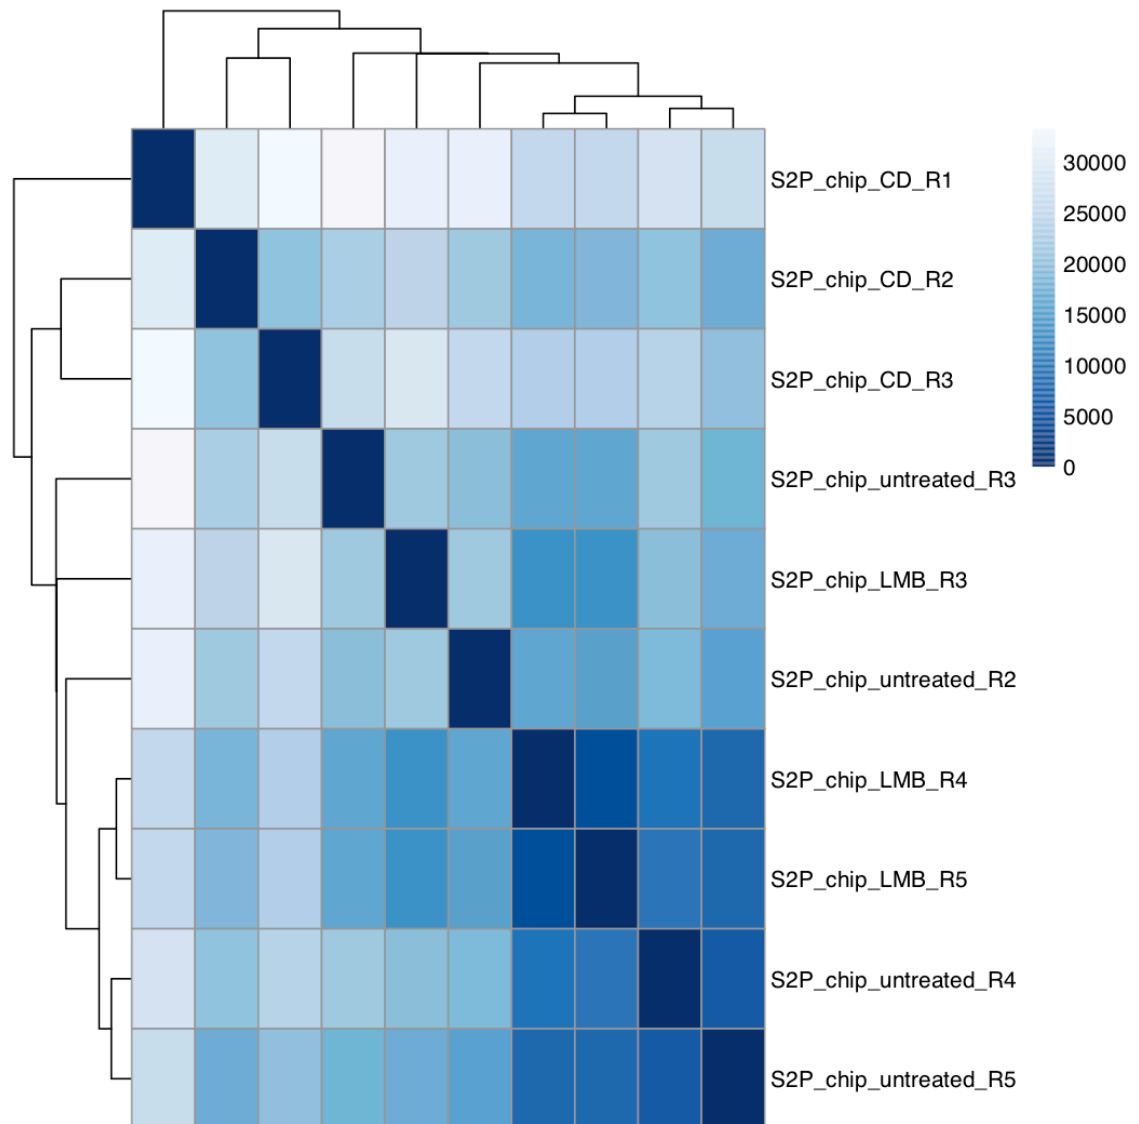 S2P_chip_CD_R1
S2P_chip_CD_R2
S2P_chip_CD_R3
S2P_chip_untreated_R3
S2P_chip_LMB_R3
S2P_chip_untreated_R2
S2P_chip_LMB_R4
S2P_chip_LMB_R5
S2P_chip_untreated_R4
S2P_chip_untreated_R5
30000
25000
20000
15000
10000
5000
0